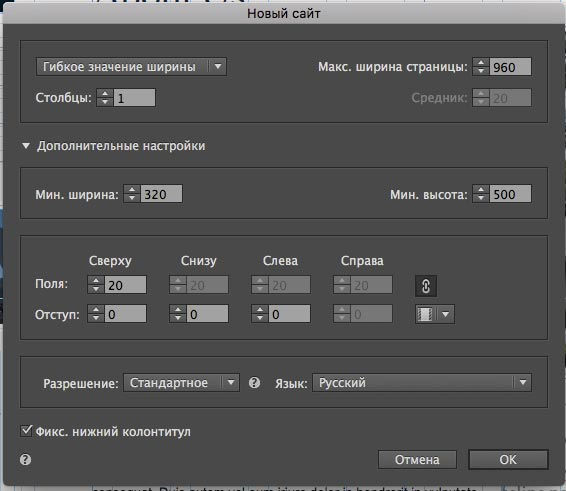 Новый сайт
Гибкое значение ширины Макс. ширина страницы: 960
Столбцы: 1 Средник: 20
Дополнительные настройки
Мин. ширина: 320 Мин. высота: 500
Сверху Снизу Слева Справа
Поля: 20 20 20 20
Отступ: 0 0 0 0
Разрешение: Стандартное ? Язык: Русский
Фикс. нижний колонтитул
? Отмена OK